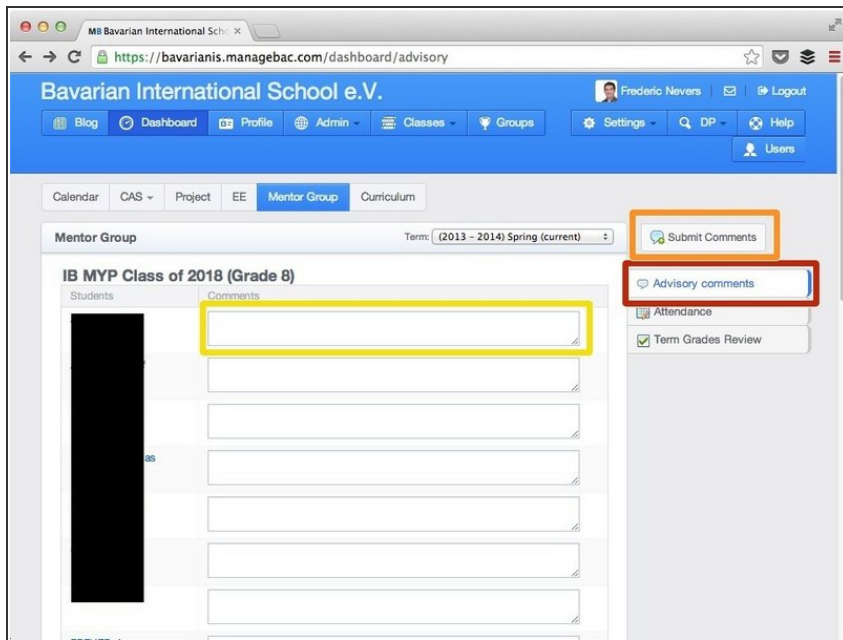 MB Bavarian International Scho
https://bavarianis.managebac.com/dashboard/advisory
Bavarian International School e.V.
Frederic Nevers
Logout
Blog
Dashboard
Profile
Admin
Classes
Groups
Settings
DP
Help
Users
Calendar
CAS
Project
EE
Mentor Group
Curriculum
Mentor Group
Term: (2013 - 2014) Spring (current)
Submit Comments
IB MYP Class of 2018 (Grade 8)
Students
Comments
Advisory comments
Attendance
Term Grades Review
as